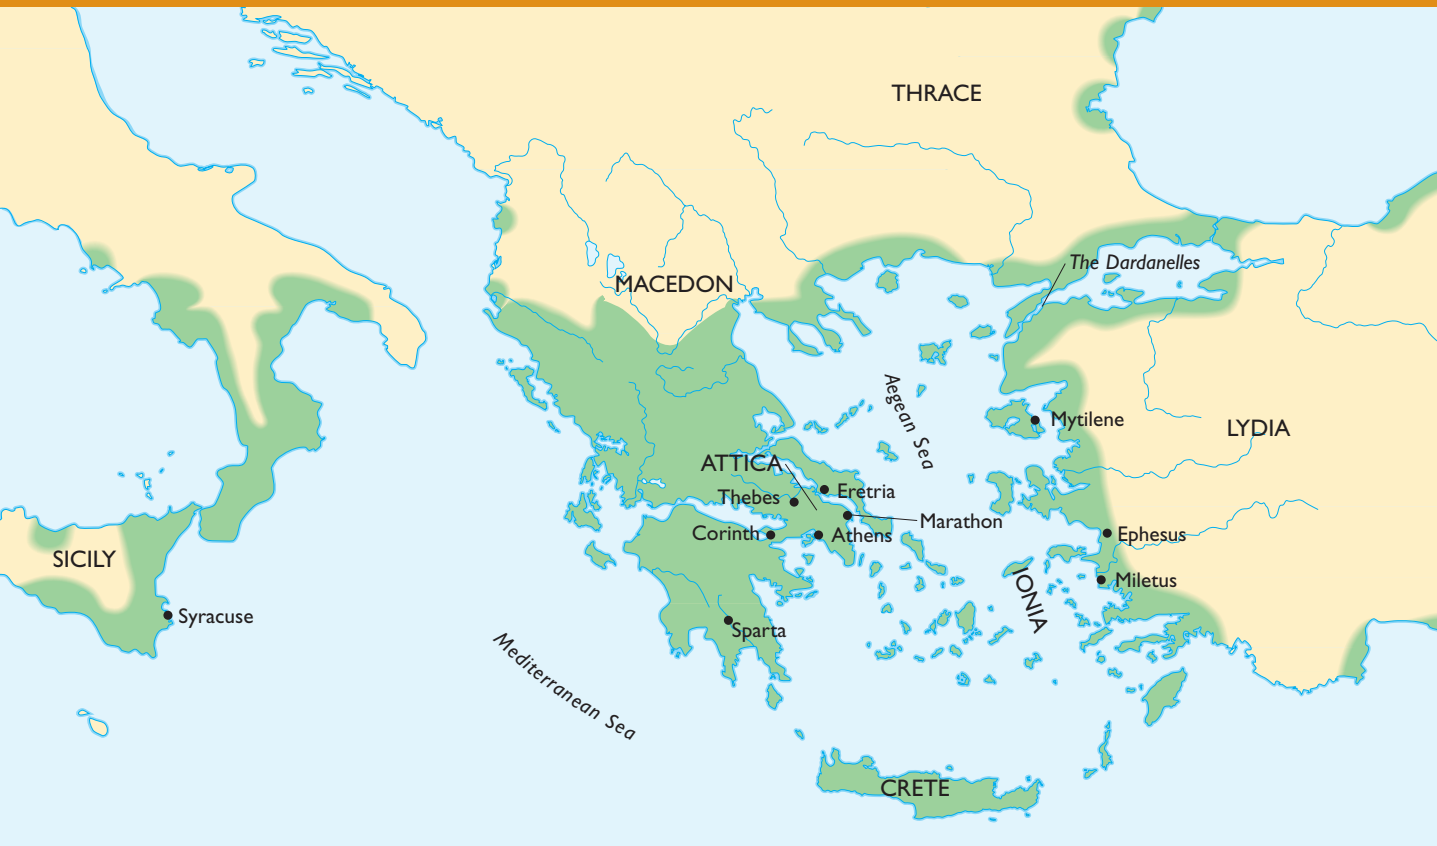 THRACE
The Dardanelles
MACEDON
Aegean Sea
Mytilene
LYDIA
ATTICA
Thebes
Eretria
Marathon
Corinth
Athens
Ephesus
SICILY
IONIA
Miletus
Syracuse
Sparta
Mediterranean Sea
CRETE